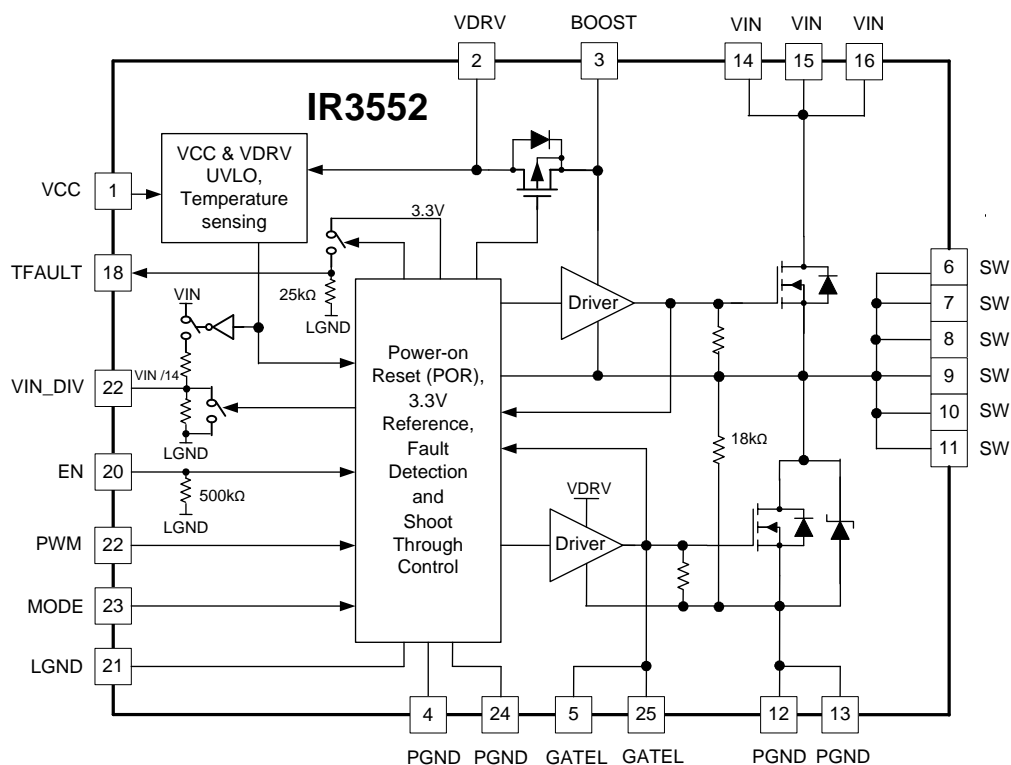 VDRV
BOOST
VIN
VIN
VIN
2
3
14
15
16
IR3552
VCC & VDRV
UVLO,
Temperature
sensing
VCC
1
3.3V
TFAULT
18
25kΩ
LGND
VIN
Driver
6
SW
7
SW
8
SW
9
SW
10
SW
11
SW
VIN_DIV
22
VIN /14
LGND
Power-on
Reset (POR),
3.3V
Reference,
Fault
Detection
and
Shoot
Through
Control
18kΩ
EN
20
500kΩ
LGND
VDRV
Driver
PWM
22
MODE
23
LGND
21
4
24
5
25
12
13
PGND
PGND
GATEL
GATEL
PGND
PGND